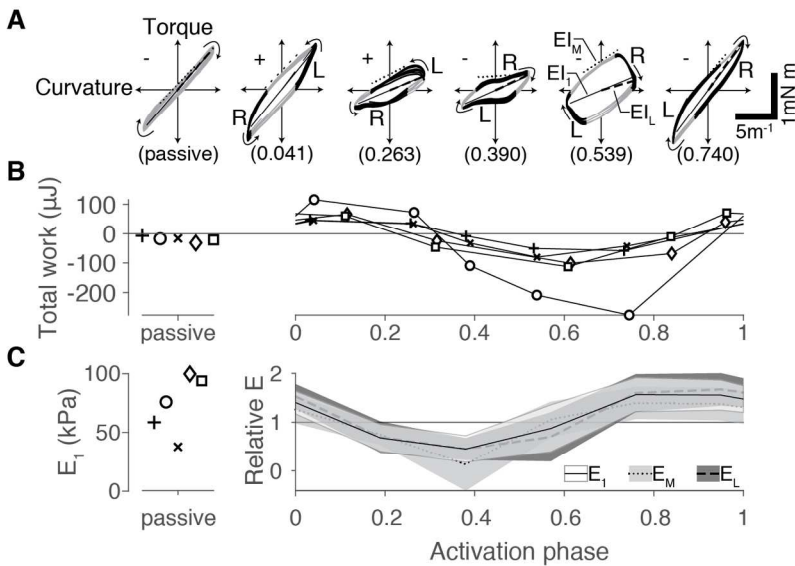 A
Torque
Curvature
- + + - - -
L R L R R L EI_M EI EI_L R L R L
1mN m
5m⁻¹
(passive) (0.041) (0.263) (0.390) (0.539) (0.740)
B
Total work (µJ)
100
0
-100
-200
passive
0 0.2 0.4 0.6 0.8 1
C
E₁ (kPa)
100
50
0
passive
Relative E
2
1
0
E₁ E_M E_L
0 0.2 0.4 0.6 0.8 1
Activation phase